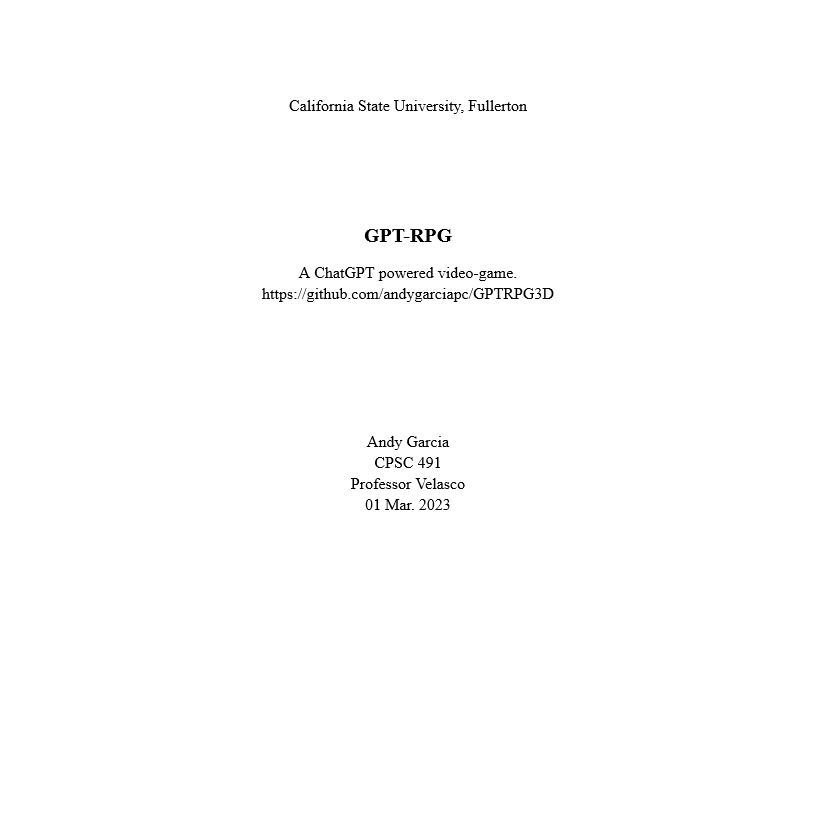 California State University, Fullerton
GPT-RPG
A ChatGPT powered video-game.
https://github.com/andygarciapc/GPTRPG3D
Andy Garcia
CPSC 491
Professor Velasco
01 Mar. 2023